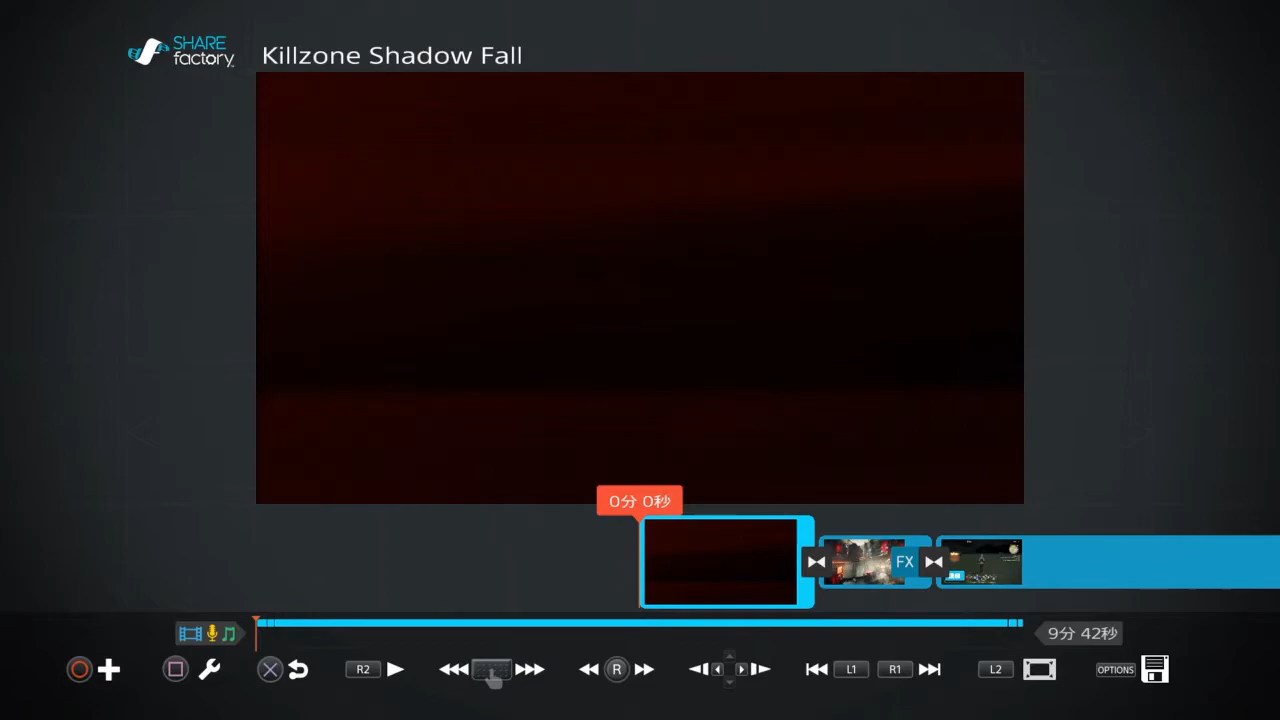 SHARE
factory
Killzone Shadow Fall
0分 0秒
FX
9分 42秒
R2
R
L1
R1
L2
OPTIONS